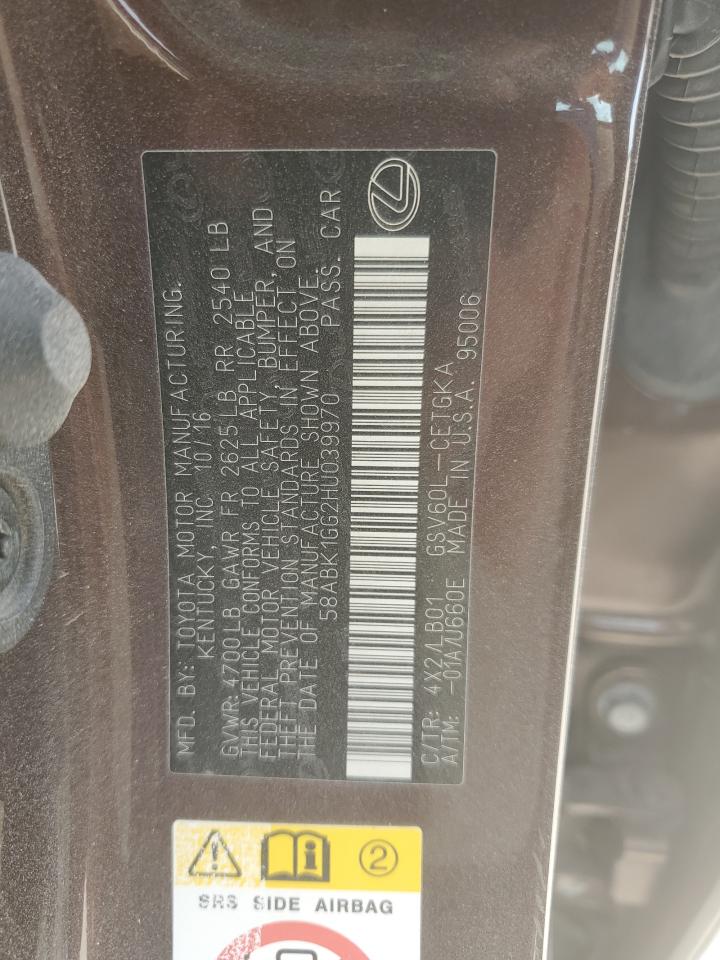 MFD. BY: TOYOTA MOTOR MANUFACTURING.
KENTUCKY, INC 10/16
GVWR: 4700LB GAWR FR 2625LB RR 2540 LB
THIS VEHICLE CONFORMS TO ALL APPLICABLE
FEDERAL MOTOR VEHICLE SAFETY, BUMPER, AND
THEFT PREVENTION STANDARDS IN EFFECT ON
THE DATE OF MANUFACTURE SHOWN ABOVE.
58ABK1GG2HU039970 PASS. CAR
C/TR: 4X2/LB01 GSV60L-CETGKA
A/TM: -01A/U660E MADE IN U.S.A. 95006
2
SRS SIDE AIRBAG